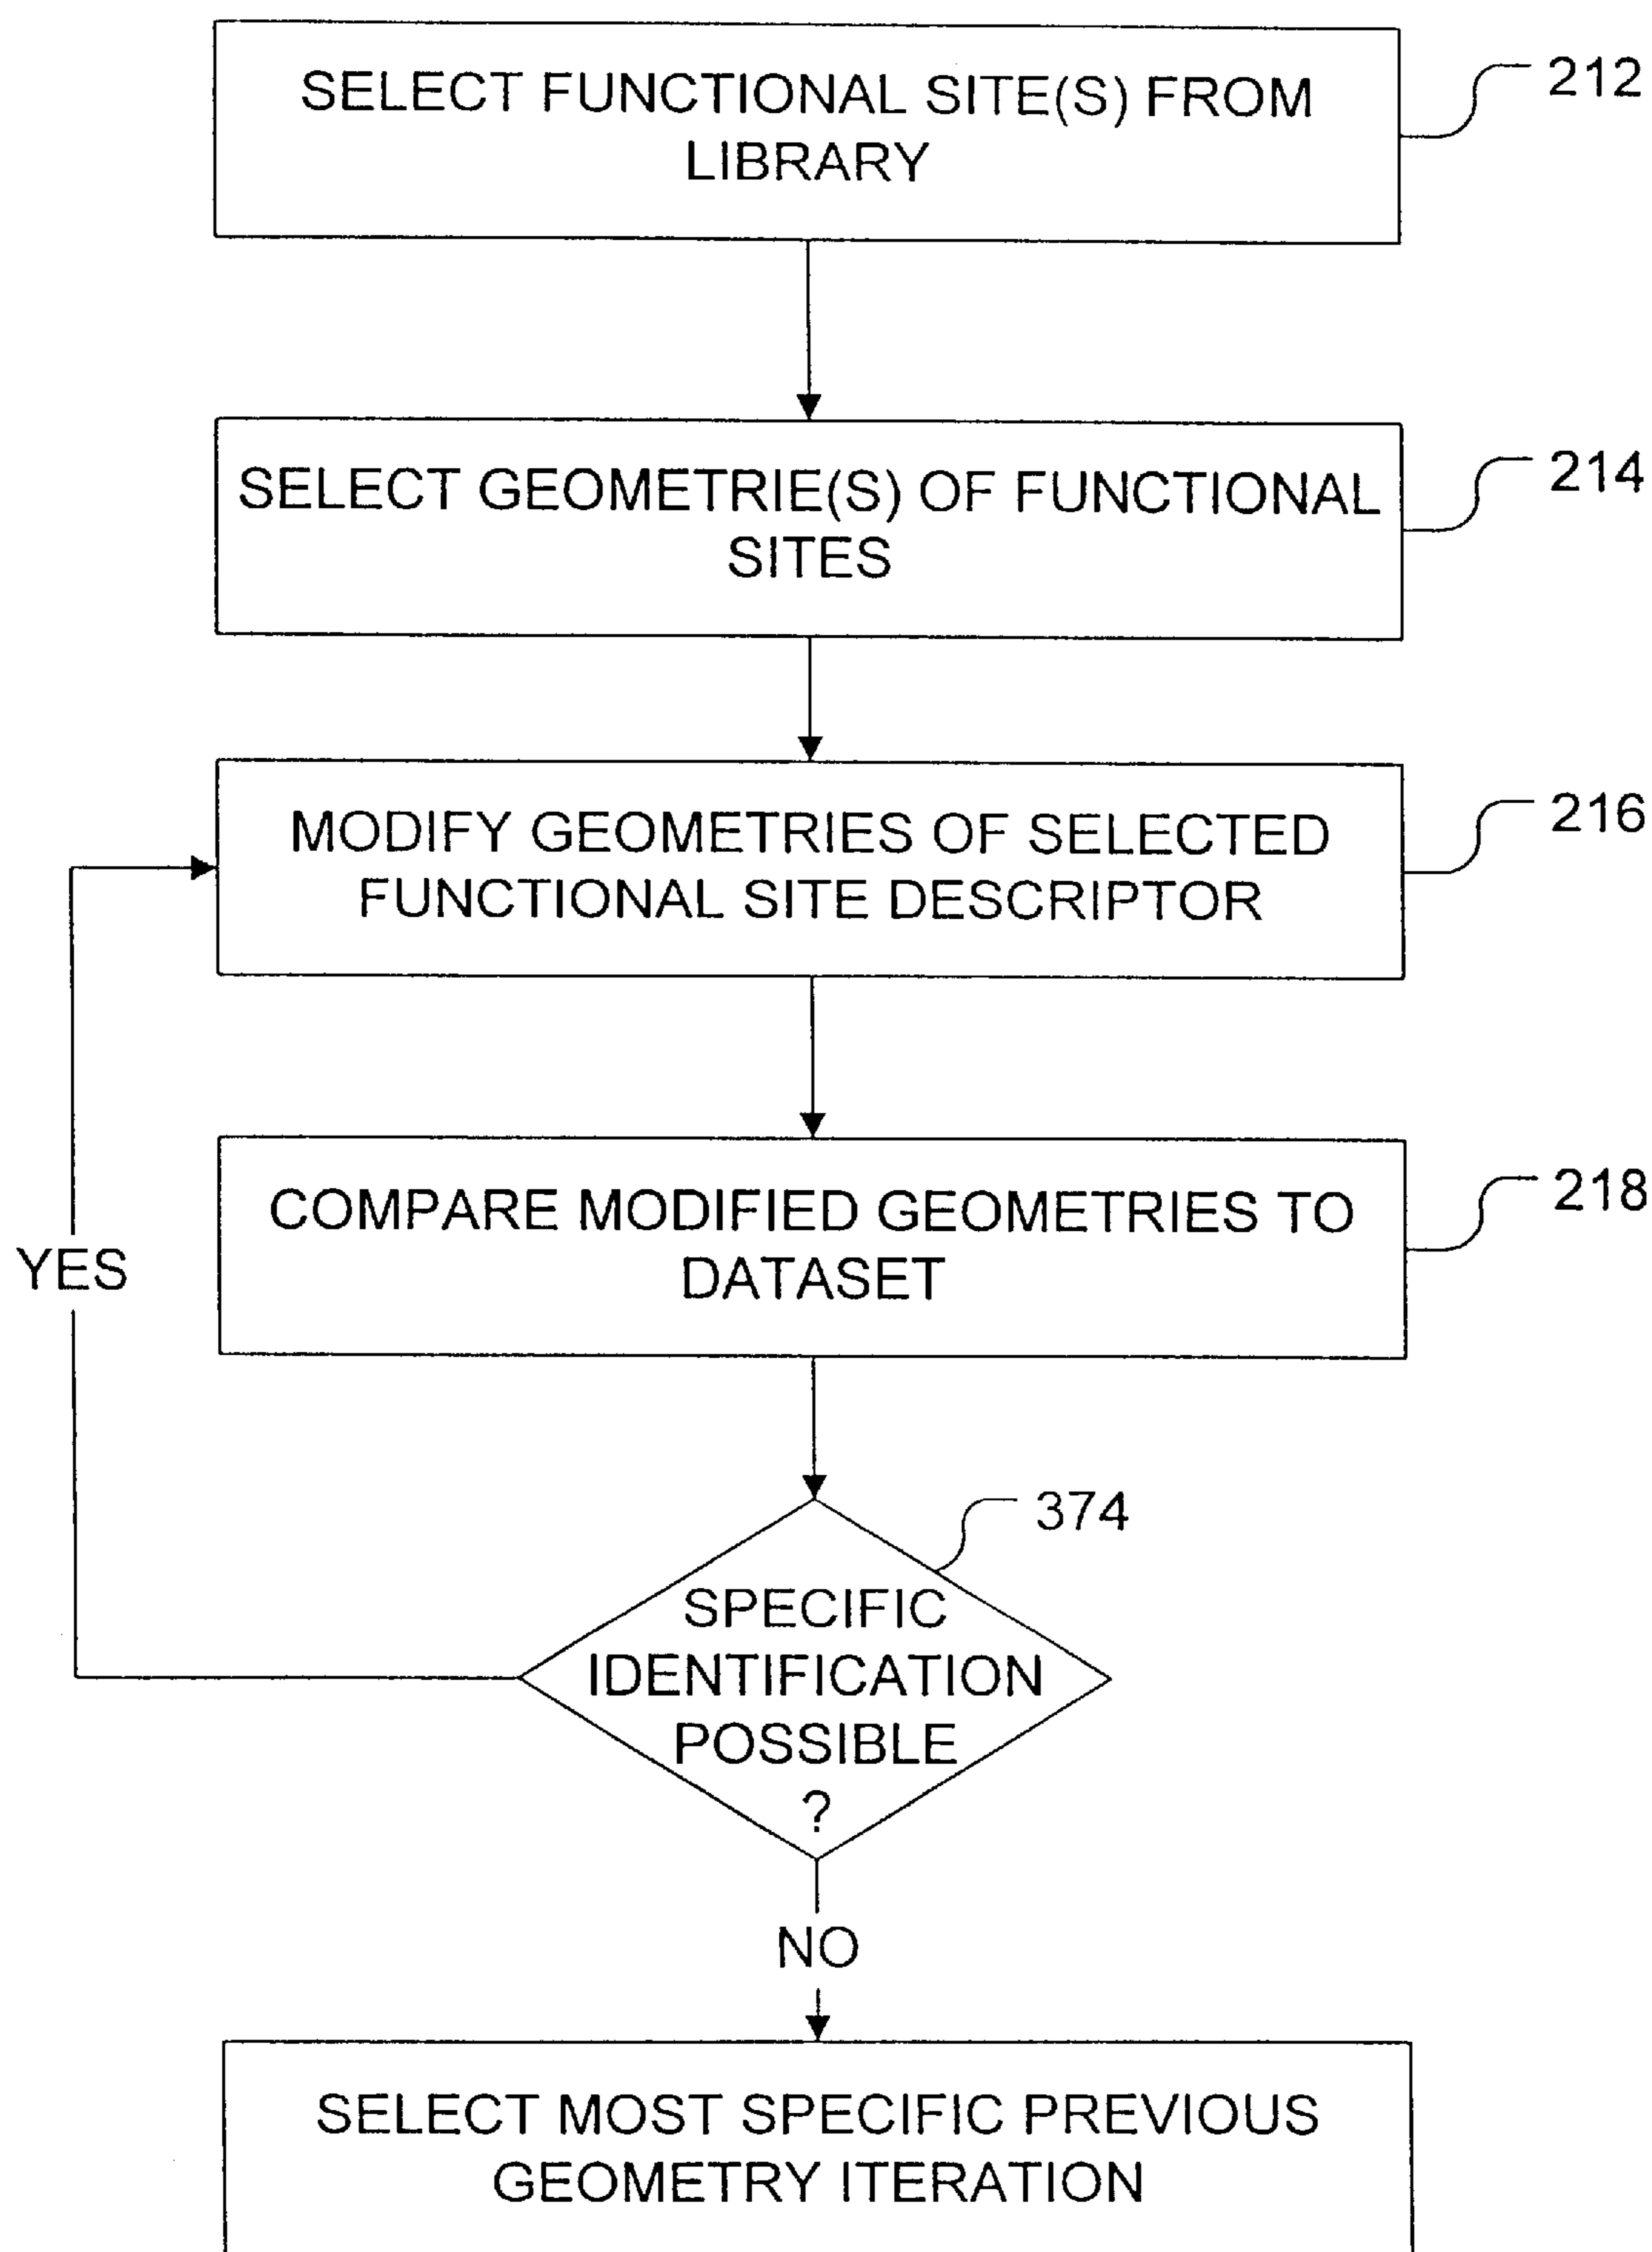 SELECT FUNCTIONAL SITE(S) FROM
LIBRARY
212
SELECT GEOMETRIE(S) OF FUNCTIONAL
SITES
214
MODIFY GEOMETRIES OF SELECTED
FUNCTIONAL SITE DESCRIPTOR
216
COMPARE MODIFIED GEOMETRIES TO
DATASET
218
YES
374
SPECIFIC
IDENTIFICATION
POSSIBLE
?
NO
SELECT MOST SPECIFIC PREVIOUS
GEOMETRY ITERATION